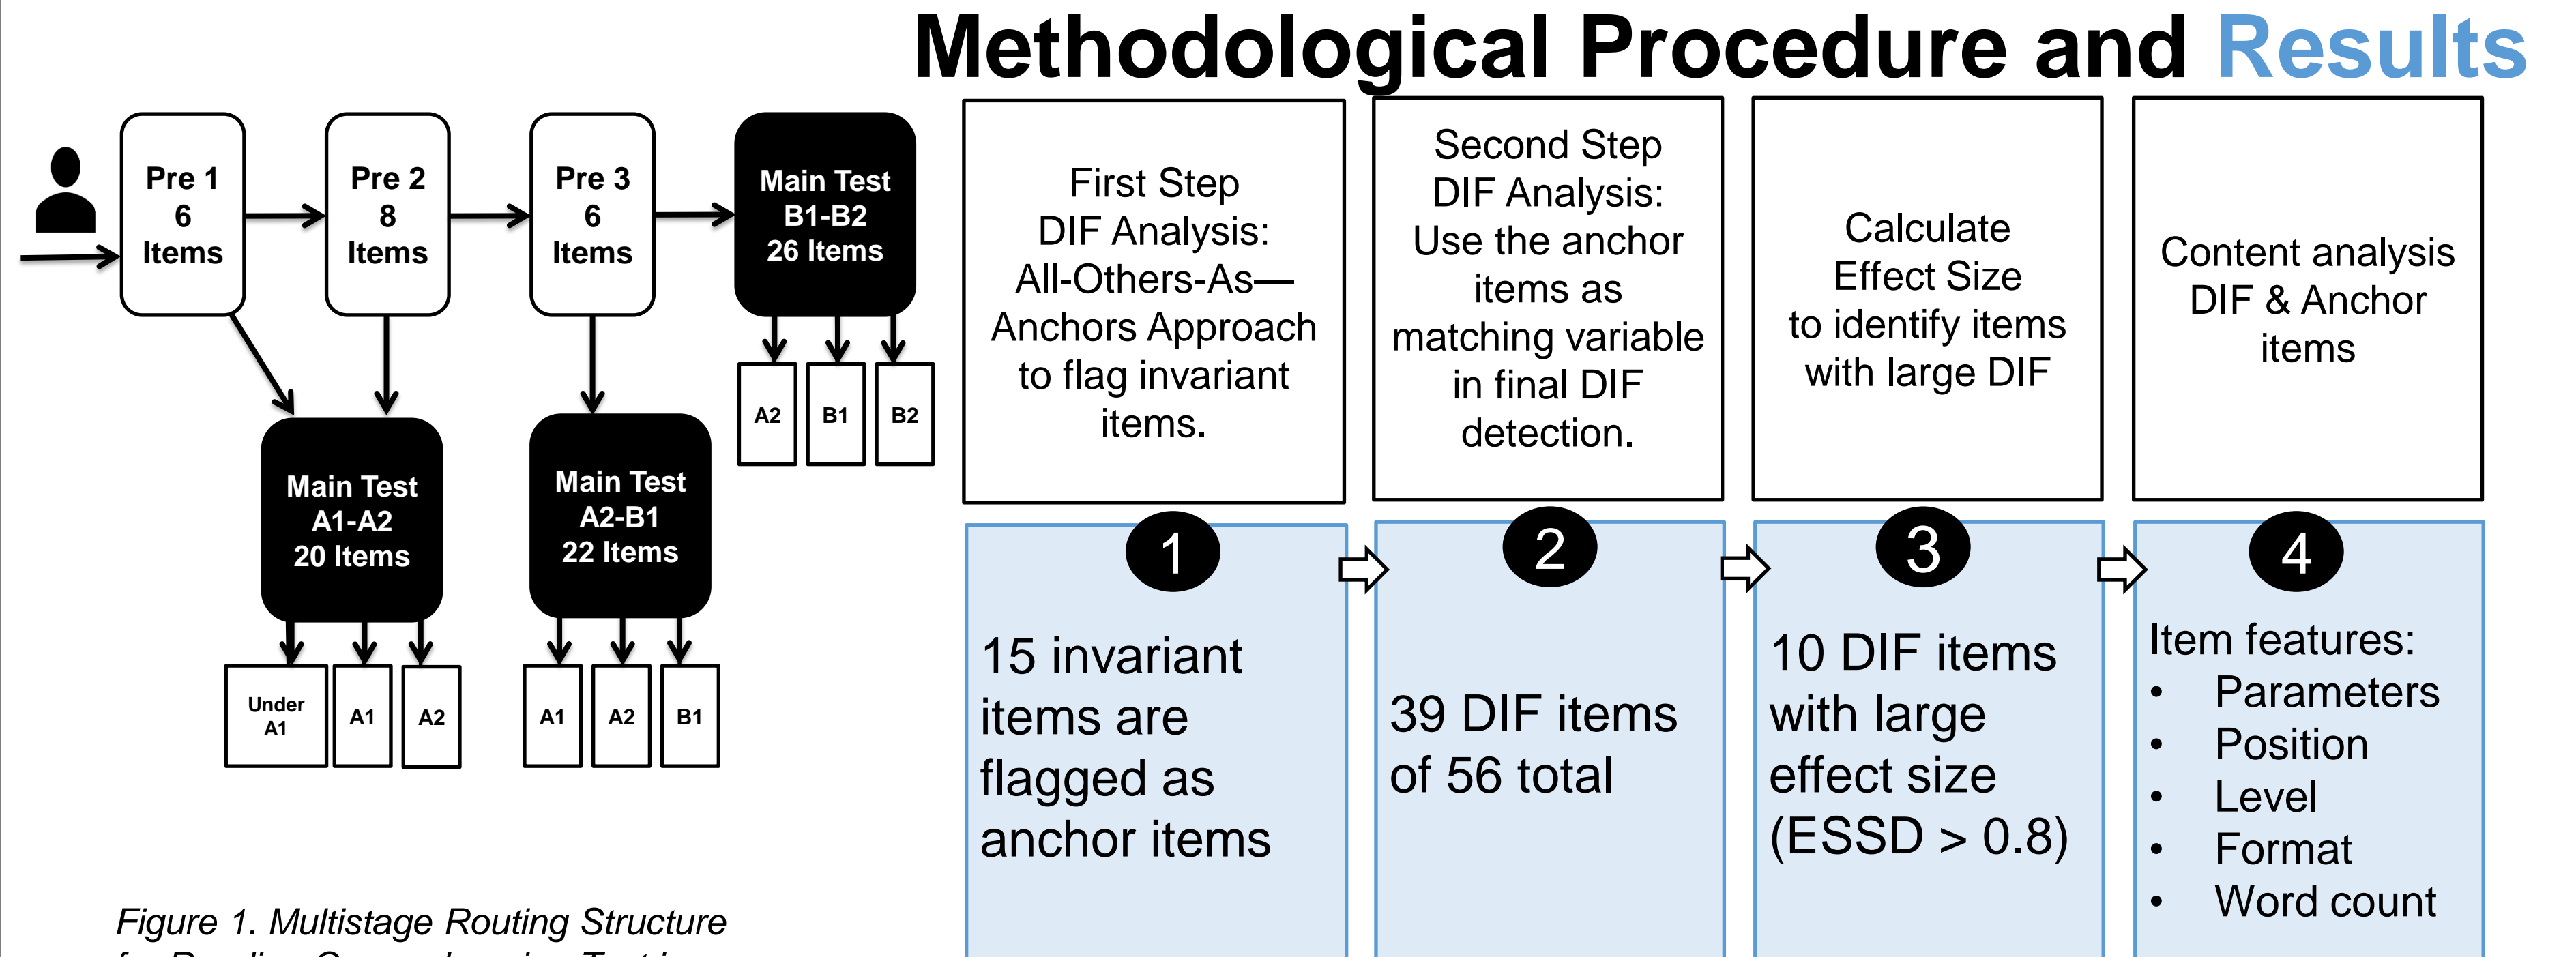 Methodological Procedure and Results
Pre 1
6
Items
Pre 2
8
Items
Pre 3
6
Items
Main Test
B1-B2
26 Items
A2
B1
B2
Main Test
A1-A2
20 Items
Main Test
A2-B1
22 Items
Under
A1
A1
A2
A1
A2
B1
Figure 1. Multistage Routing Structure
for Reading Comprehension Test in
First Step
DIF Analysis:
All-Others-As—
Anchors Approach
to flag invariant
items.
Second Step
DIF Analysis:
Use the anchor
items as
matching variable
in final DIF
detection.
Calculate
Effect Size
to identify items
with large DIF
Content analysis
DIF & Anchor
items
1
15 invariant
items are
flagged as
anchor items
2
39 DIF items
of 56 total
3
10 DIF items
with large
effect size
(ESSD > 0.8)
4
Item features:
• Parameters
• Position
• Level
• Format
• Word count